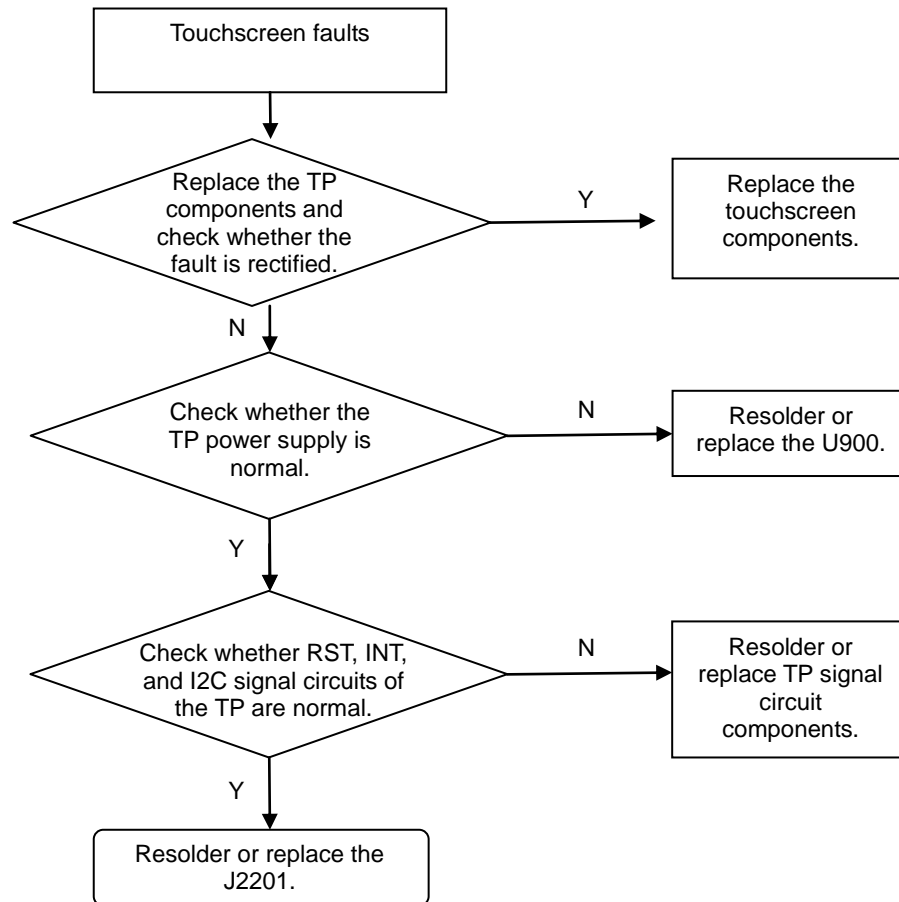 Touchscreen faults
Replace the TP
components and
check whether the
fault is rectified.
Y
Replace the
touchscreen
components.
N
Check whether the
TP power supply is
normal.
N
Resolder or
replace the U900.
Y
Check whether RST, INT,
and I2C signal circuits of
the TP are normal.
N
Resolder or
replace TP signal
circuit
components.
Y
Resolder or replace the
J2201.